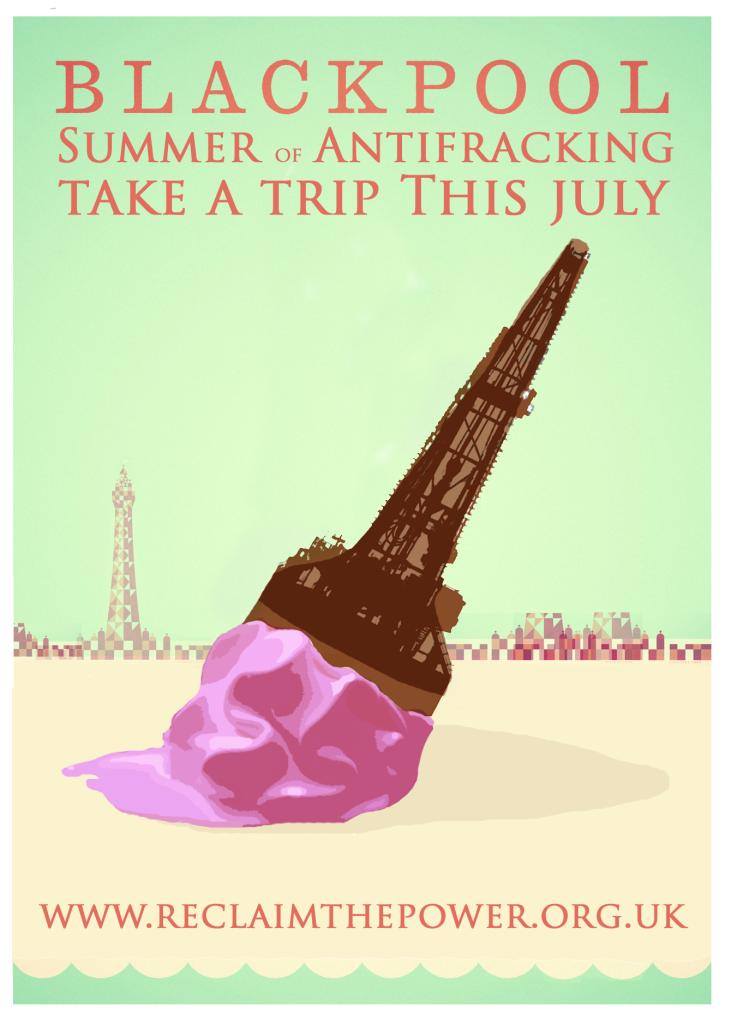 BLACKPOOL
SUMMER OF ANTIFRACKING
TAKE A TRIP THIS JULY
WWW.RECLAIMTHEPOWER.ORG.UK